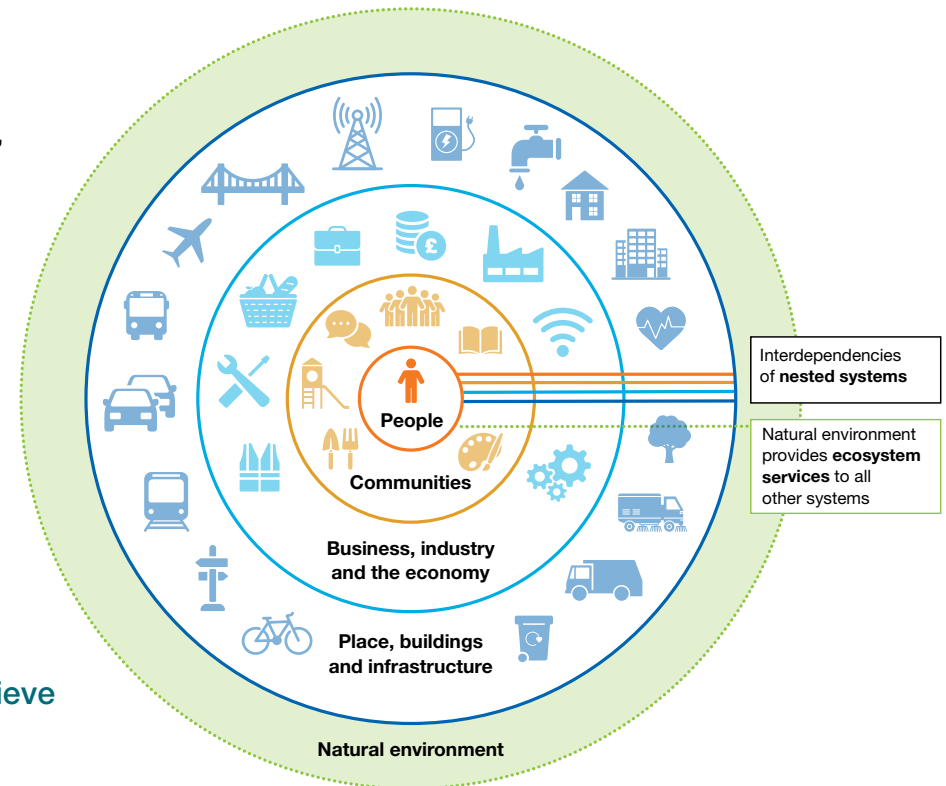 People
Communities
Business, industry
and the economy
Place, buildings
and infrastructure
Natural environment
Interdependencies
of nested systems
Natural environment
provides ecosystem
services to all
other systems
ieve
£